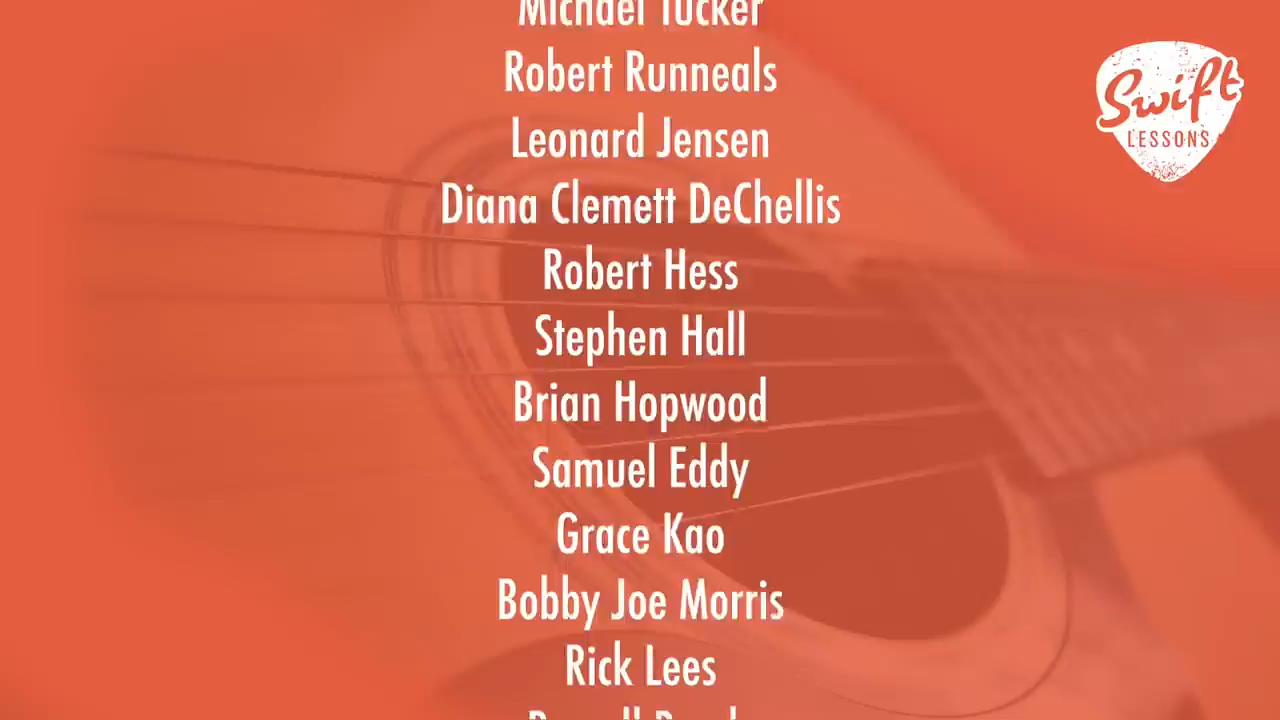 Michael Tucker
Robert Runneals
Leonard Jensen
Diana Clemett DeChellis
Robert Hess
Stephen Hall
Brian Hopwood
Samuel Eddy
Grace Kao
Bobby Joe Morris
Rick Lees
Swift
LESSONS